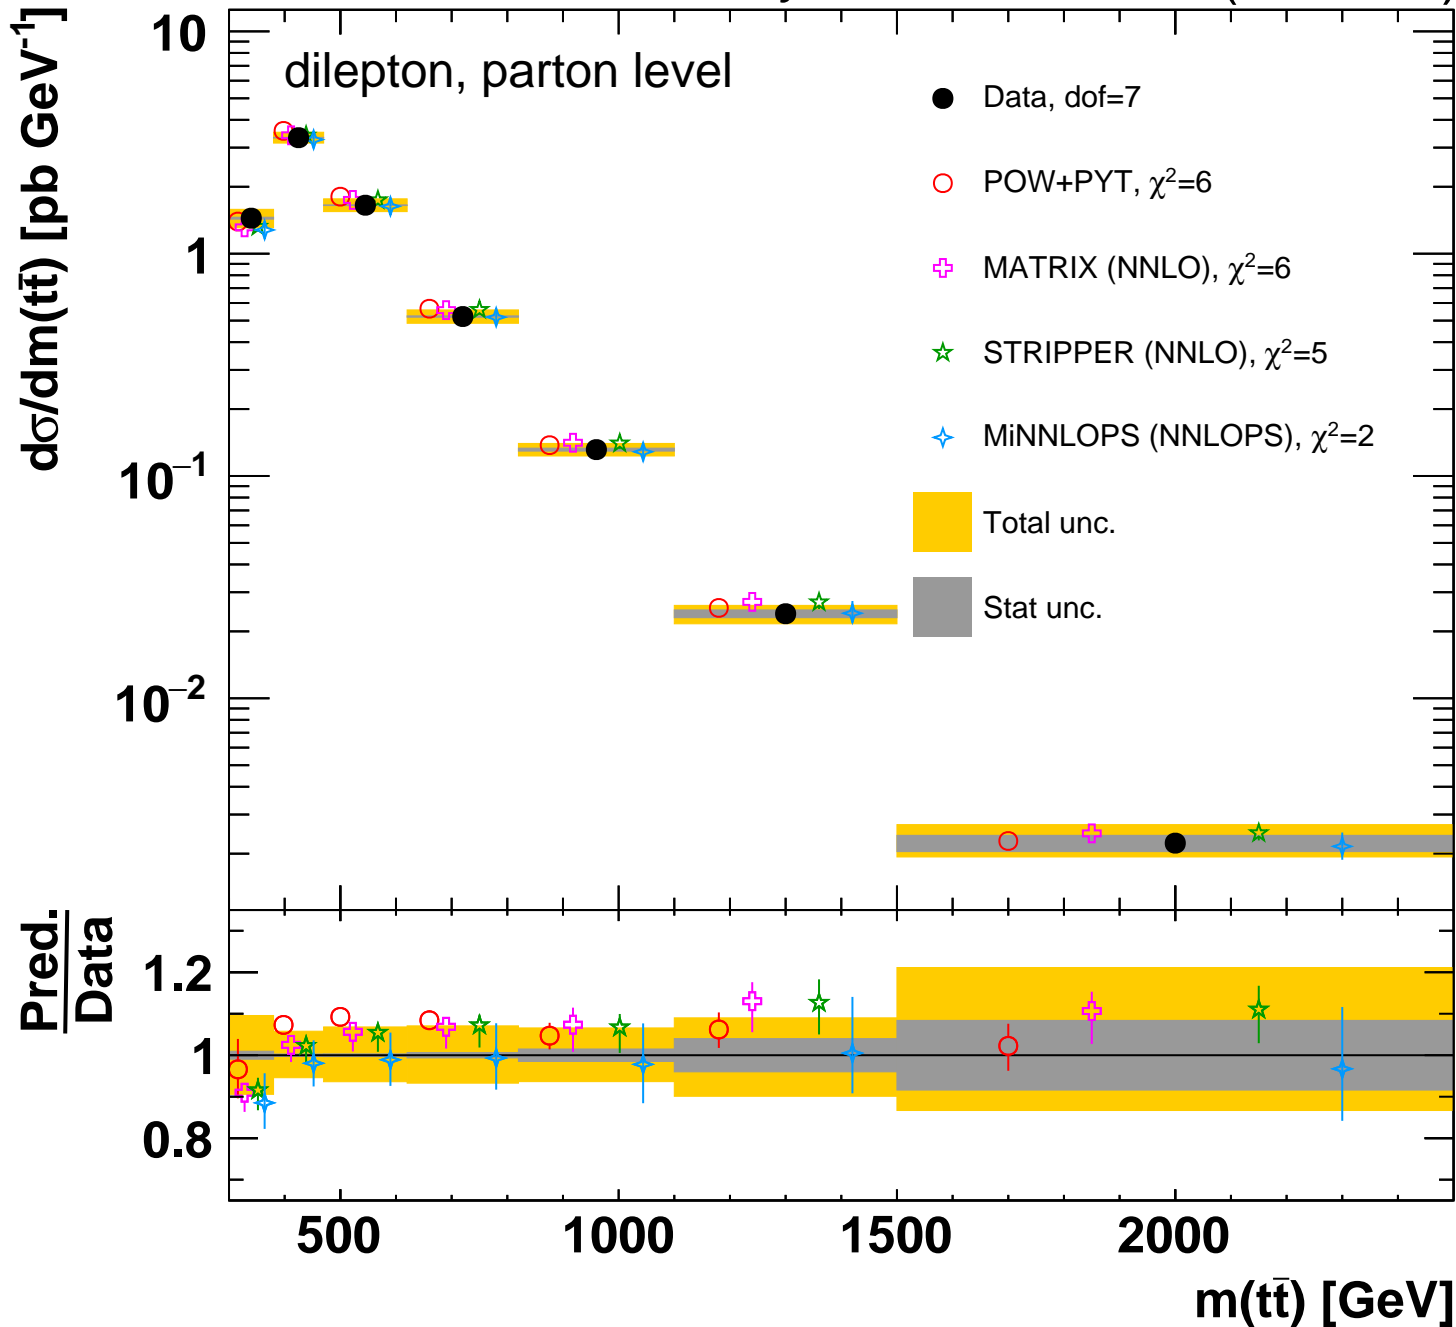 dilepton, parton level
dσ/dm(tt̄) [pb GeV⁻¹]
10
1
10⁻¹
10⁻²
Data, dof=7
POW+PYT, χ²=6
MATRIX (NNLO), χ²=6
STRIPPER (NNLO), χ²=5
MiNNLOPS (NNLOPS), χ²=2
Total unc.
Stat unc.
Pred.
Data
1.2
1
0.8
500 1000 1500 2000
m(tt̄) [GeV]